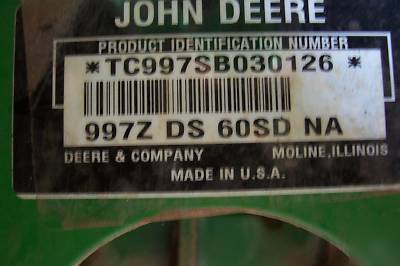 JOHN DEERE
PRODUCT IDENTIFICATION NUMBER
*TC997SB030126*
997Z DS 60SD NA
DEERE & COMPANY MOLINE,ILLINOIS
MADE IN U.S.A.